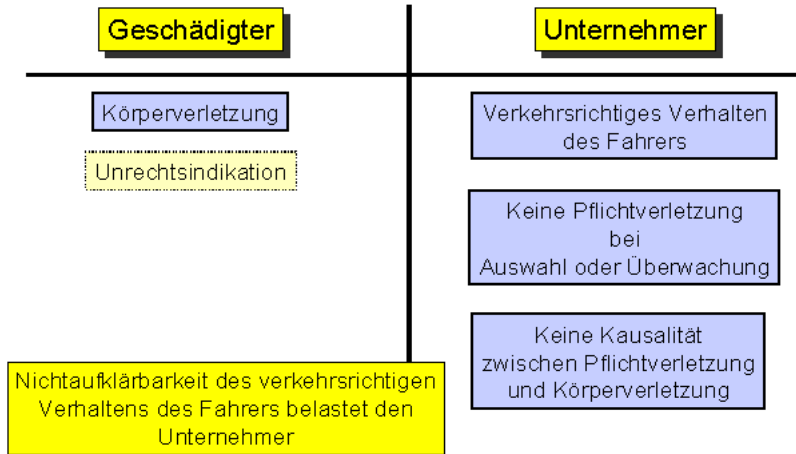 Geschädigter
Unternehmer
Körperverletzung
Unrechtsindikation
Verkehrsrichtiges Verhalten
des Fahrers
Keine Pflichtverletzung
bei
Auswahl oder Überwachung
Keine Kausalität
zwischen Pflichtverletzung
und Körperverletzung
Nichtaufklärbarkeit des verkehrsrichtigen
Verhaltens des Fahrers belastet den
Unternehmer